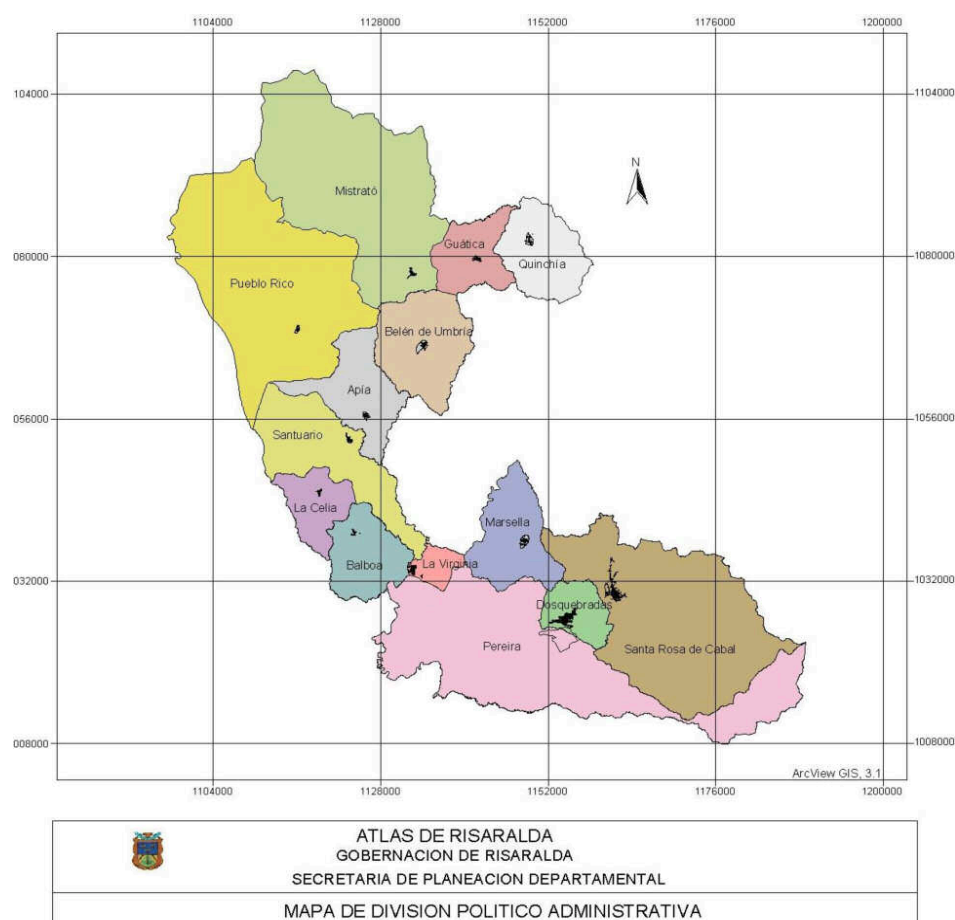 1104000 1128000 1152000 1176000 1200000
104000 1104000
N
Mistrató
Guática
080000 Quinchía 1080000
Pueblo Rico
Belén de Umbría
Apía
056000 1056000
Santuario
La Celia
Marsella
Balboa La Virginia
032000 1032000
Dosquebradas
Pereira Santa Rosa de Cabal
008000 1008000
ArcView GIS, 3.1
1104000 1128000 1152000 1176000 1200000
ATLAS DE RISARALDA
GOBERNACION DE RISARALDA
SECRETARIA DE PLANEACION DEPARTAMENTAL
MAPA DE DIVISION POLITICO ADMINISTRATIVA